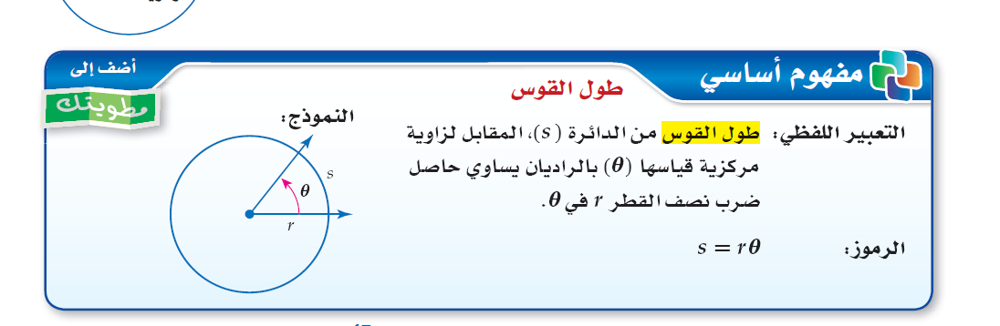 مفهوم أساسي
أضف إلى
مطويتك
طول القوس
التعبير اللفظي: طول القوس من الدائرة (s)، المقابل لزاوية
مركزية قياسها (θ) بالراديان يساوي حاصل
ضرب نصف القطر r في θ.
الرموز: s = rθ
النموذج:
s
θ
r